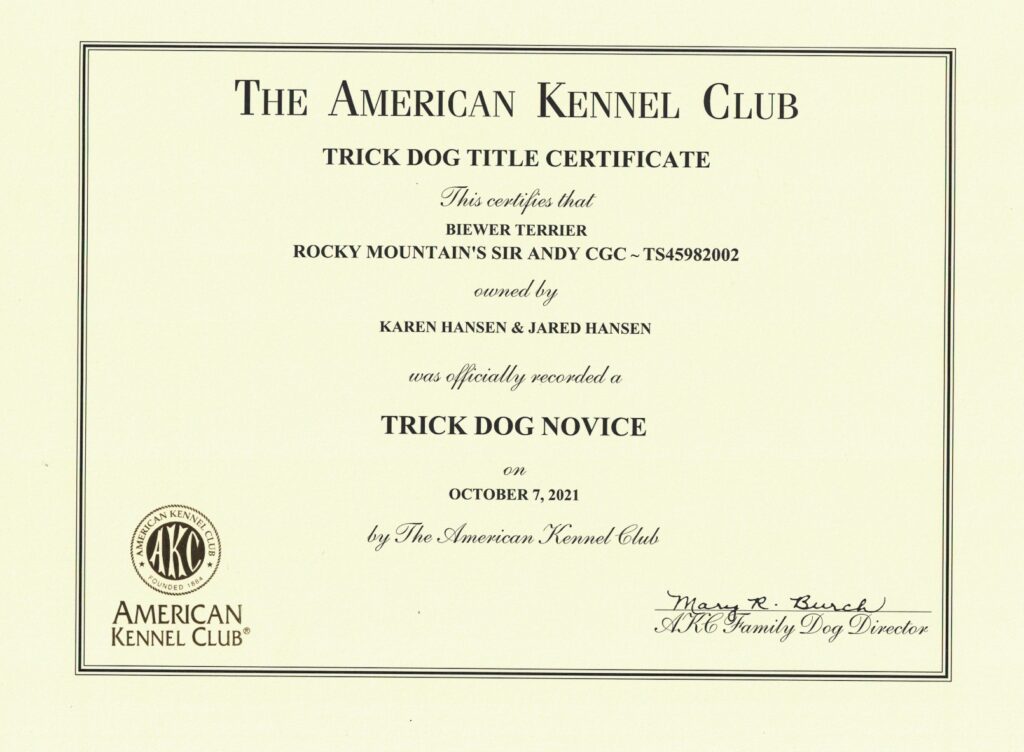 THE AMERICAN KENNEL CLUB
TRICK DOG TITLE CERTIFICATE
This certifies that
BIEWER TERRIER
ROCKY MOUNTAIN'S SIR ANDY CGC ~ TS45982002
owned by
KAREN HANSEN & JARED HANSEN
was officially recorded a
TRICK DOG NOVICE
on
OCTOBER 7, 2021
by The American Kennel Club
AMERICAN KENNEL CLUB
AKC
FOUNDED 1884
AMERICAN
KENNEL CLUB®
Mary R. Burch
AKC Family Dog Director